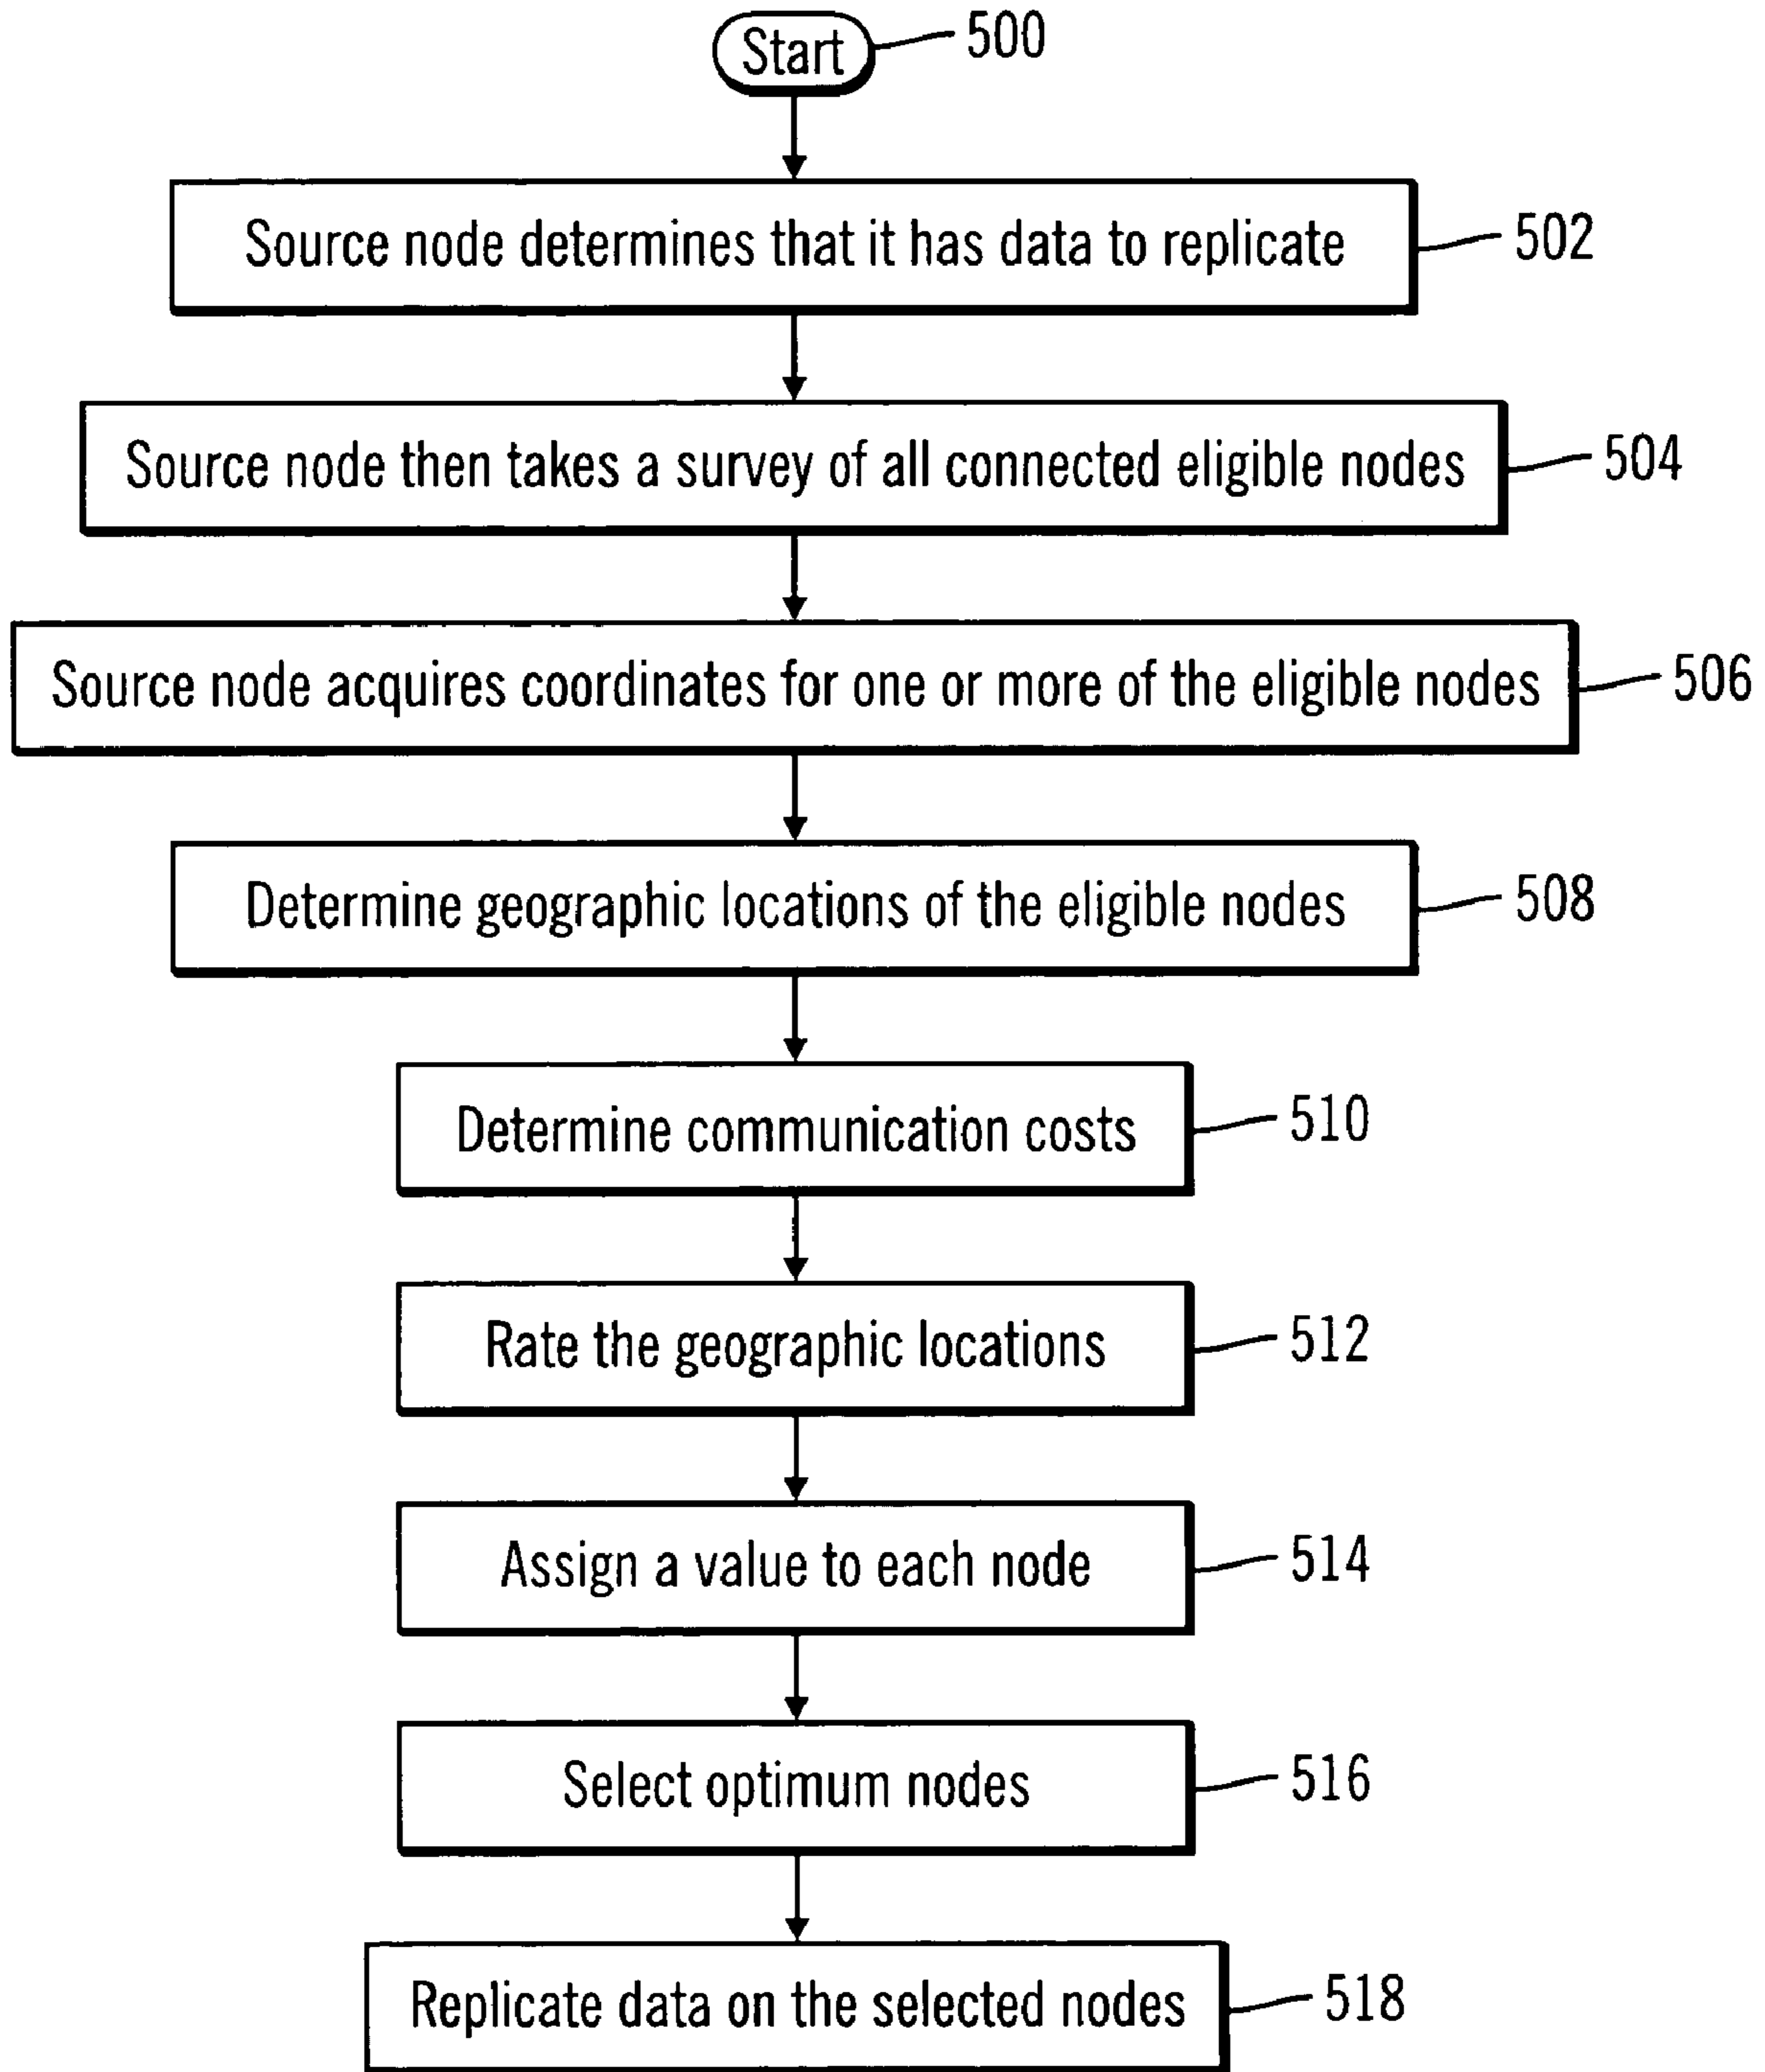 Start
500
Source node determines that it has data to replicate
502
Source node then takes a survey of all connected eligible nodes
504
Source node acquires coordinates for one or more of the eligible nodes
506
Determine geographic locations of the eligible nodes
508
Determine communication costs
510
Rate the geographic locations
512
Assign a value to each node
514
Select optimum nodes
516
Replicate data on the selected nodes
518